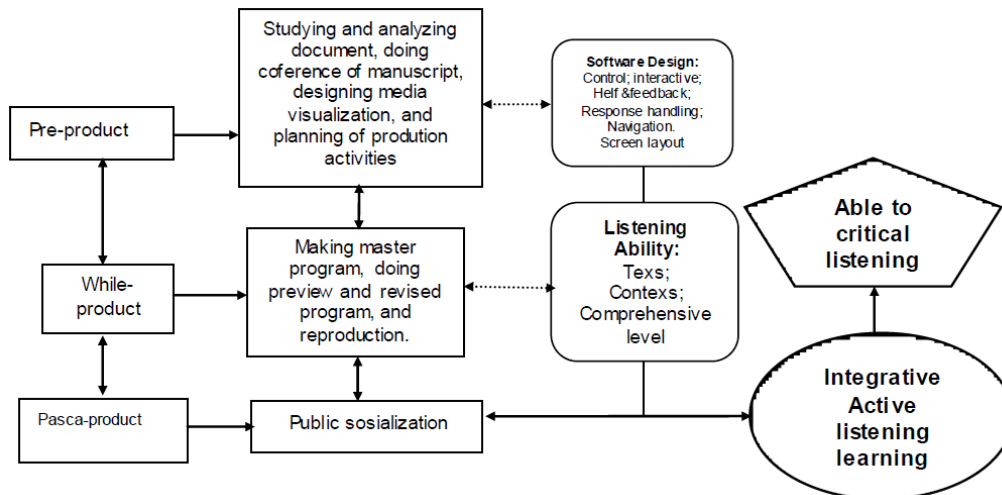 Pre-product
Studying and analyzing
document, doing
coference of manuscript,
designing media
visualization, and
planning of prodution
activities
Software Design:
Control; interactive;
Helf &feedback;
Response handling;
Navigation.
Screen layout
While-
product
Making master
program, doing
preview and revised
program, and
reproduction.
Listening
Ability:
Texs;
Contexs;
Comprehensive
level
Able to
critical
listening
Pasca-product
Public sosialization
Integrative
Active
listening
learning